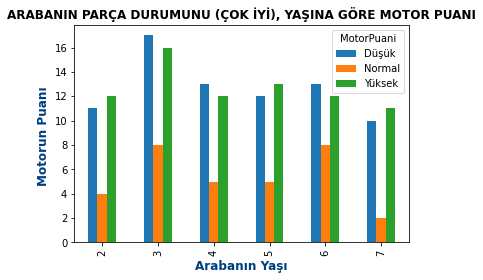 ARABANIN PARÇA DURUMUNU (ÇOK İYİ), YAŞINA GÖRE MOTOR PUANI
MotorPuani
Düşük
Normal
Yüksek
16
14
12
10
8
6
4
2
0
Motorun Puanı
2
3
4
5
6
7
Arabanın Yaşı